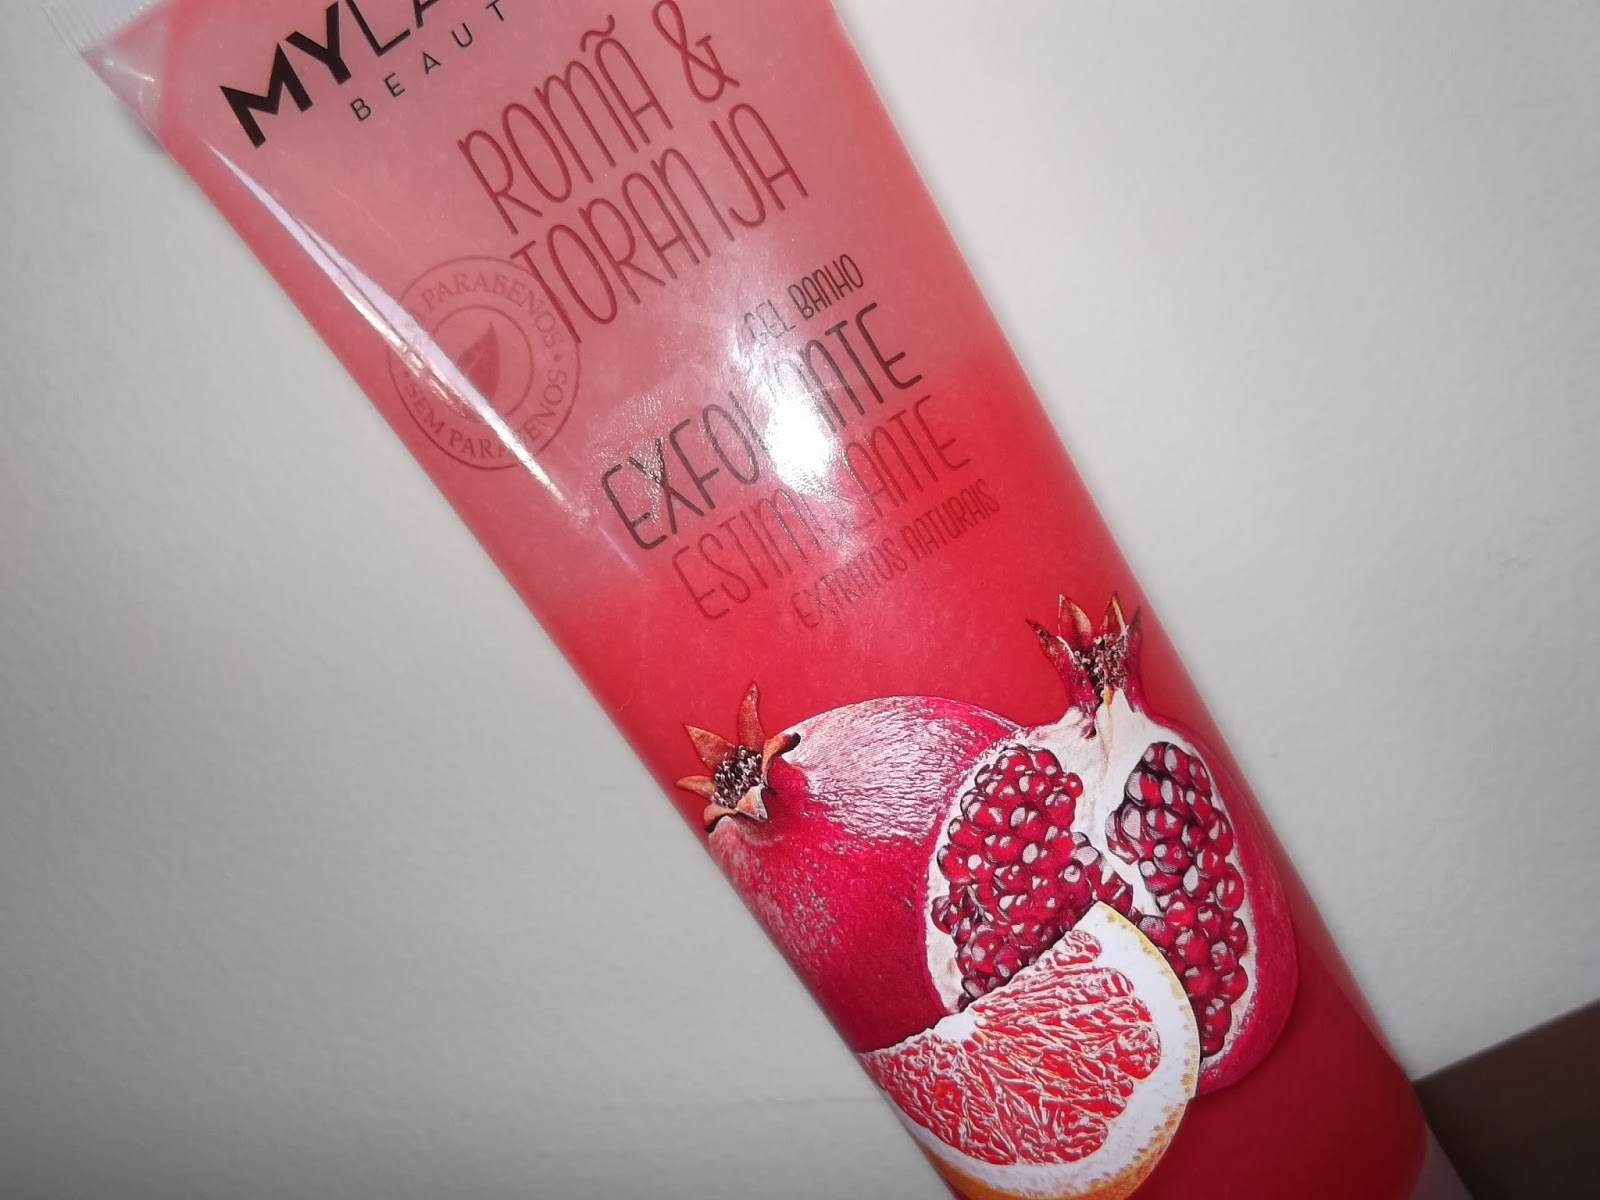 MYLA
BEAUT
ROMÃ &
TORANJA
GEL BANHO
EXFOLIANTE
ESTIMULANTE
EXTRATOS NATURAIS
PARABENOS • SEM PARABENOS •